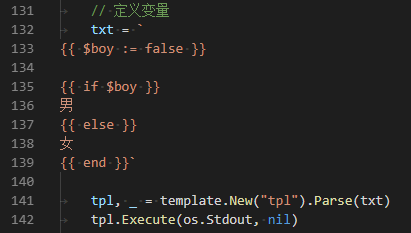 131 // 定义变量
132 txt = `
133 {{ $boy := false }}
134
135 {{ if $boy }}
136 男
137 {{ else }}
138 女
139 {{ end }}`
140
141 tpl, _ = template.New("tpl").Parse(txt)
142 tpl.Execute(os.Stdout, nil)